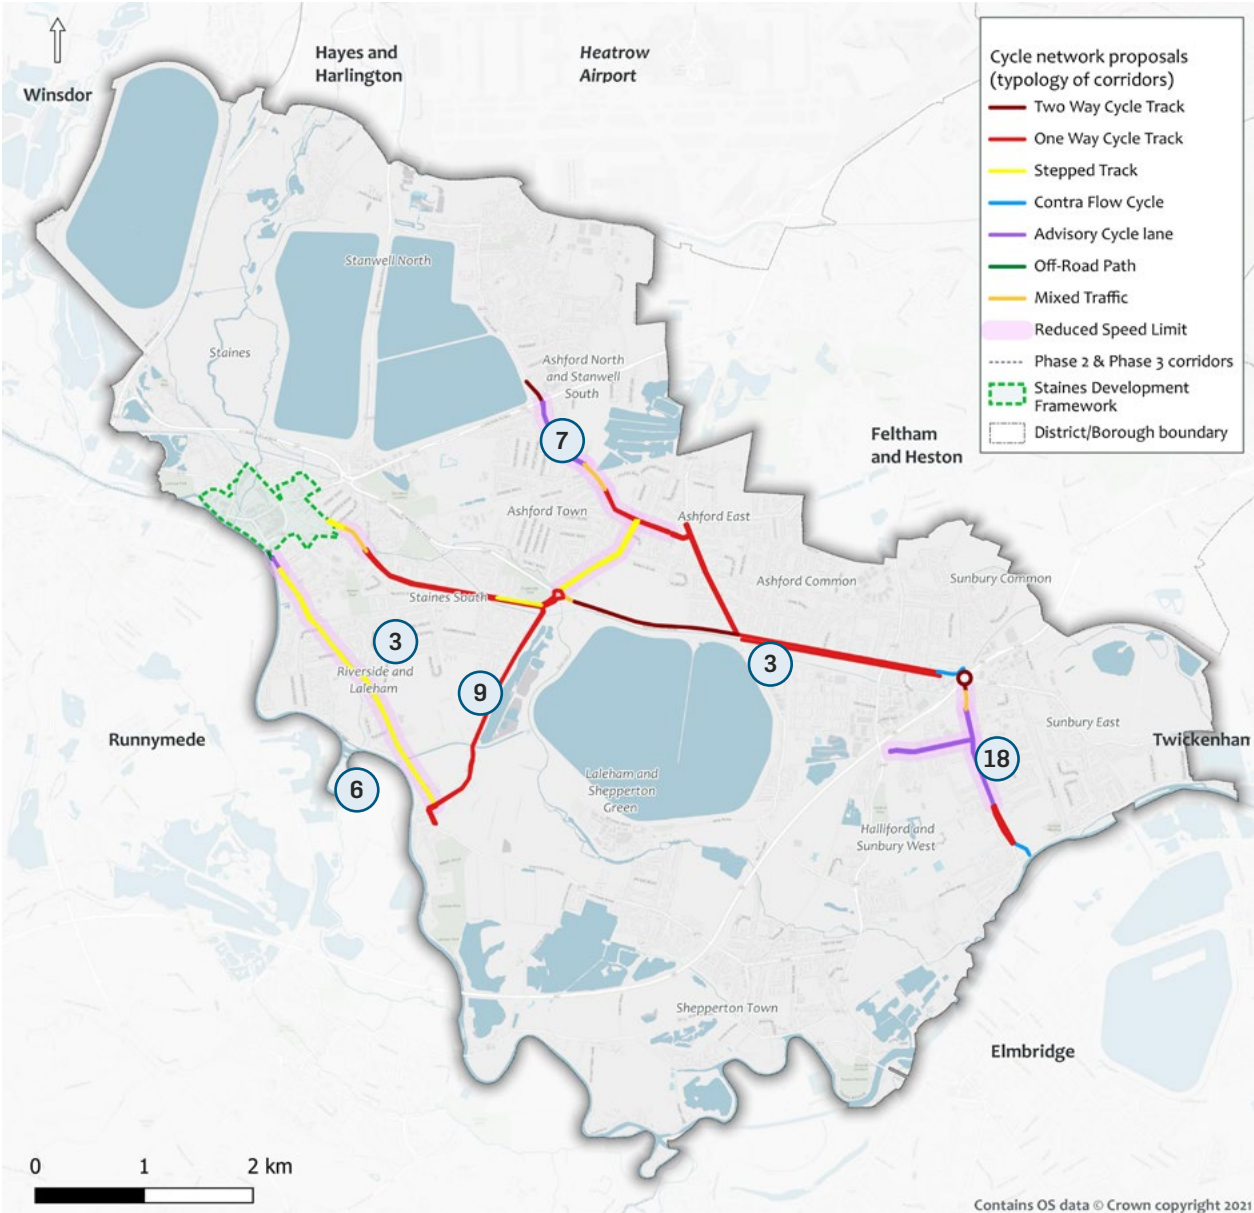 Hayes and
Harlington
Heatrow
Airport
Winsdor
Cycle network proposals
(typology of corridors)
Two Way Cycle Track
One Way Cycle Track
Stepped Track
Contra Flow Cycle
Advisory Cycle lane
Off-Road Path
Mixed Traffic
Reduced Speed Limit
Phase 2 & Phase 3 corridors
Staines Development
Framework
District/Borough boundary
Stanwell North
Staines
Ashford North
and Stanwell
South
7
Feltham
and Heston
Ashford Town
Ashford East
Ashford Common
Sunbury Common
Staines South
3
Riverside and
Laleham
9
3
Sunbury East
Twickenham
18
Runnymede
6
Laleham and
Shepperton
Green
Halliford and
Sunbury West
Shepperton Town
Elmbridge
0 1 2 km
Contains OS data © Crown copyright 2021